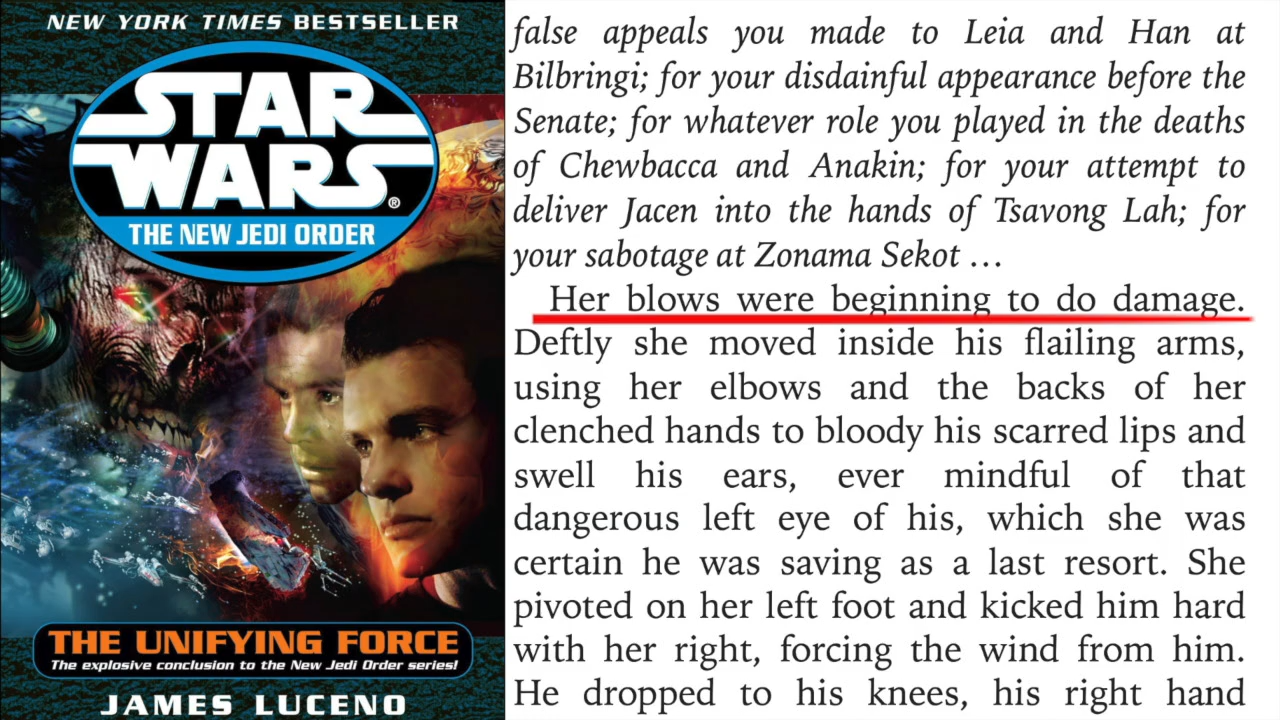 NEW YORK TIMES BESTSELLER
STAR
WARS®
THE NEW JEDI ORDER
THE UNIFYING FORCE
The explosive conclusion to the New Jedi Order series!
JAMES LUCENO
false appeals you made to Leia and Han at
Bilbringi; for your disdainful appearance before the
Senate; for whatever role you played in the deaths
of Chewbacca and Anakin; for your attempt to
deliver Jacen into the hands of Tsavong Lah; for
your sabotage at Zonama Sekot …
Her blows were beginning to do damage.
Deftly she moved inside his flailing arms,
using her elbows and the backs of her
clenched hands to bloody his scarred lips and
swell his ears, ever mindful of that
dangerous left eye of his, which she was
certain he was saving as a last resort. She
pivoted on her left foot and kicked him hard
with her right, forcing the wind from him.
He dropped to his knees, his right hand